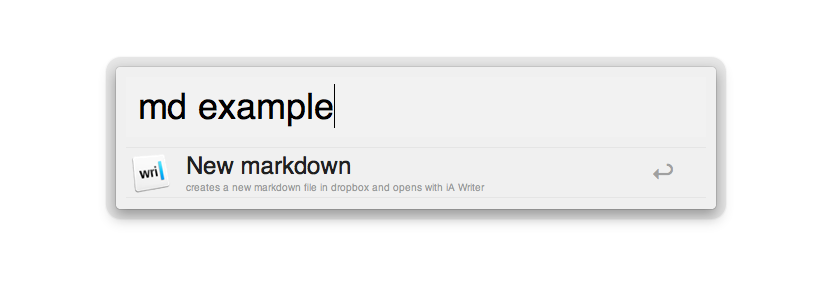 md example
wri
New markdown
creates a new markdown file in dropbox and opens with iA Writer